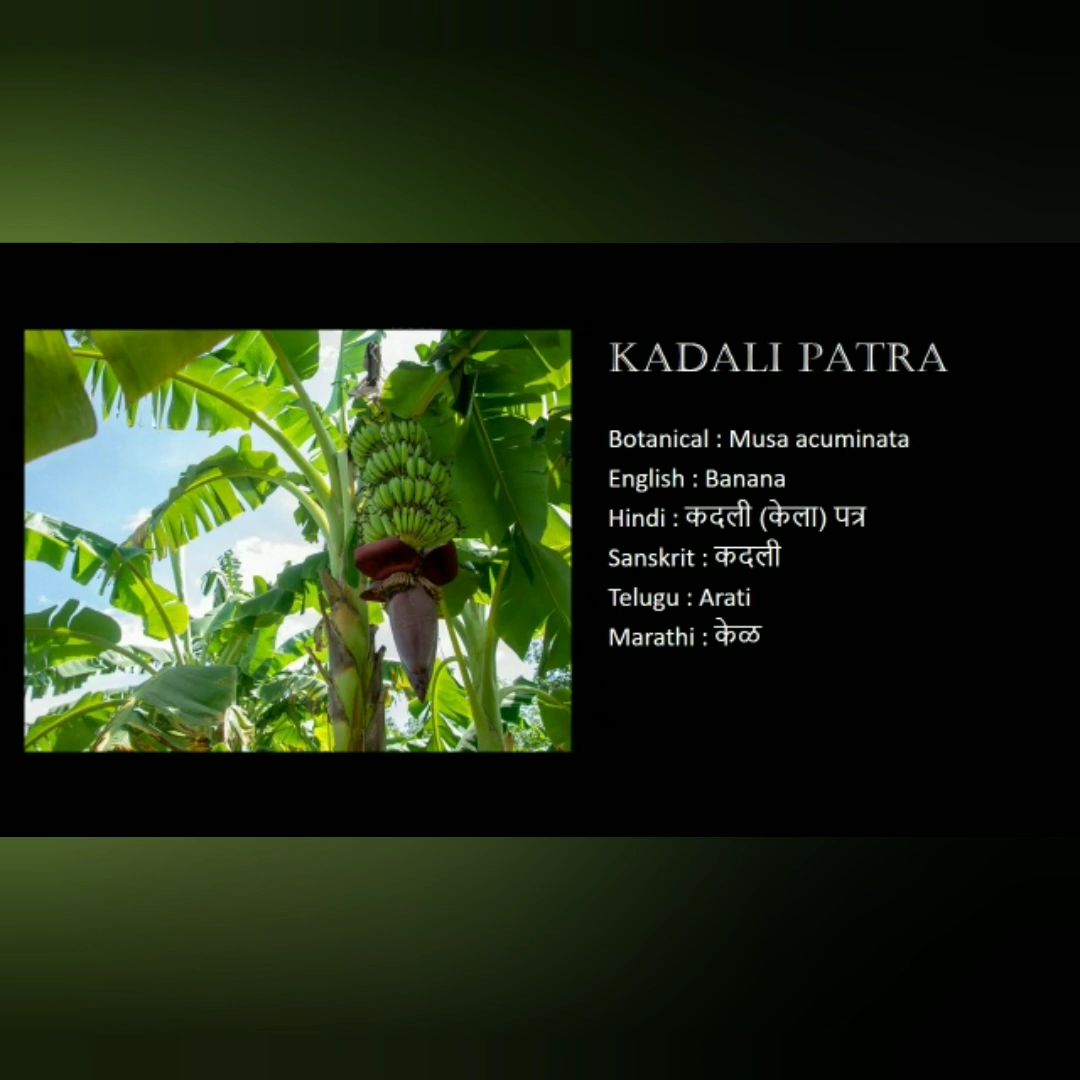 KADALI PATRA
Botanical : Musa acuminata
English : Banana
Hindi : कदली (केला) पत्र
Sanskrit : कदली
Telugu : Arati
Marathi : केळ